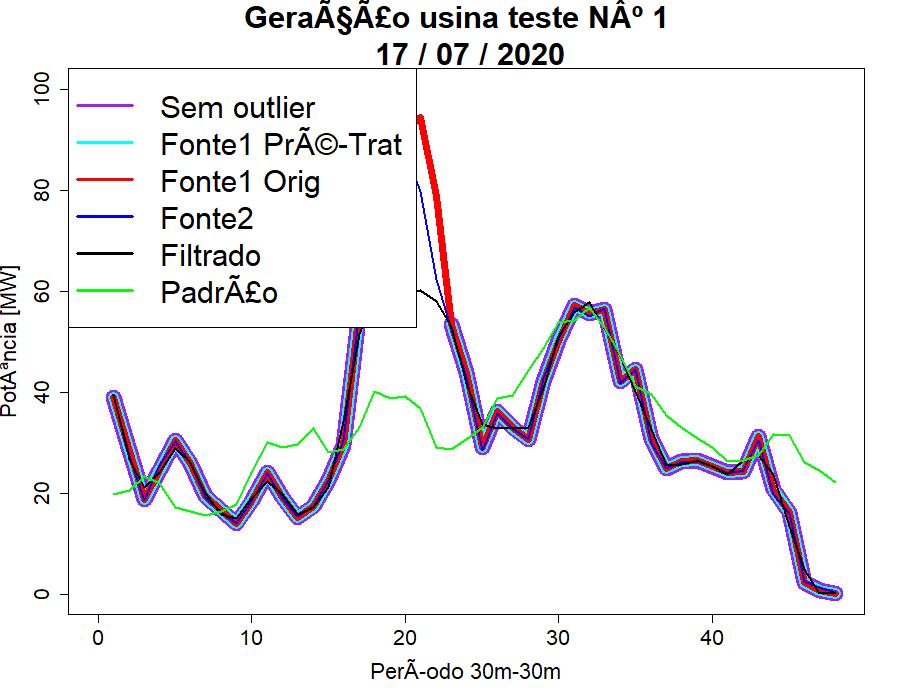 GeraÃ§Ã£o usina teste NÂº 1
17 / 07 / 2020
Sem outlier
Fonte1 PrÃ©-Trat
Fonte1 Orig
Fonte2
Filtrado
PadrÃ£o
PotÃªncia [MW]
100
80
60
40
20
0
0 10 20 30 40
PerÃ-odo 30m-30m